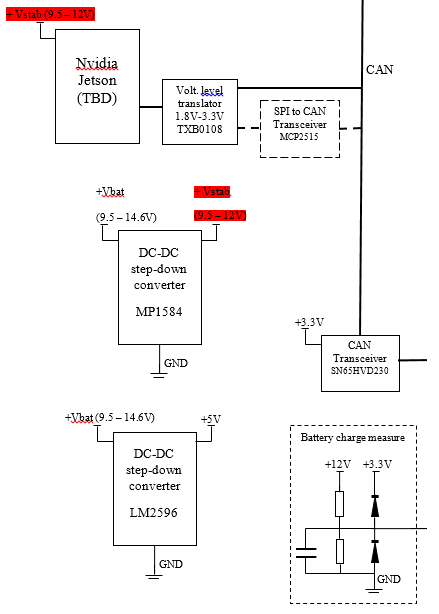 + Vstab (9.5 – 12V)
Nvidia
Jetson
(TBD)
CAN
Volt. level
translator
1.8V-3.3V
TXB0108
SPI to CAN
Transceiver
MCP2515
+Vbat
(9.5 – 14.6V)
+ Vstab
(9.5 – 12V)
DC-DC
step-down
converter
MP1584
GND
+3.3V
CAN
Transceiver
SN65HVD230
+Vbat (9.5 – 14.6V)
+5V
DC-DC
step-down
converter
LM2596
GND
Battery charge measure
+12V
+3.3V
GND